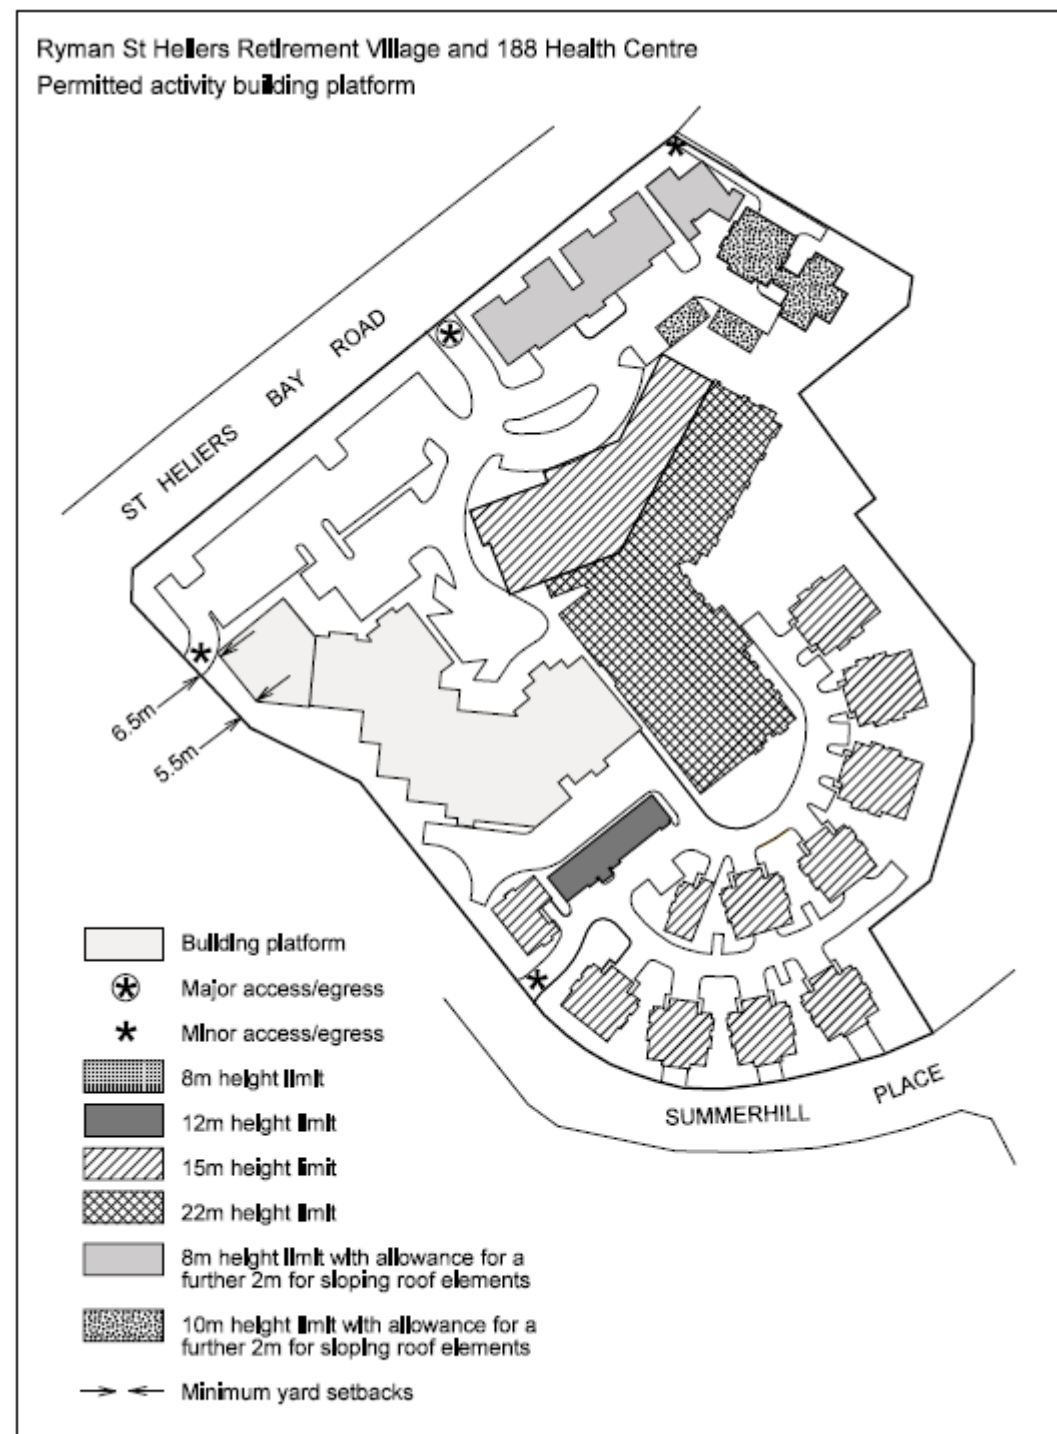 Ryman St Heliers Retirement Village and 188 Health Centre
Permitted activity building platform
ST HELIERS BAY ROAD
6.5m
5.5m
Building platform
Major access/egress
Minor access/egress
8m height limit
12m height limit
15m height limit
22m height limit
8m height limit with allowance for a
further 2m for sloping roof elements
10m height limit with allowance for a
further 2m for sloping roof elements
Minimum yard setbacks
SUMMERHILL PLACE